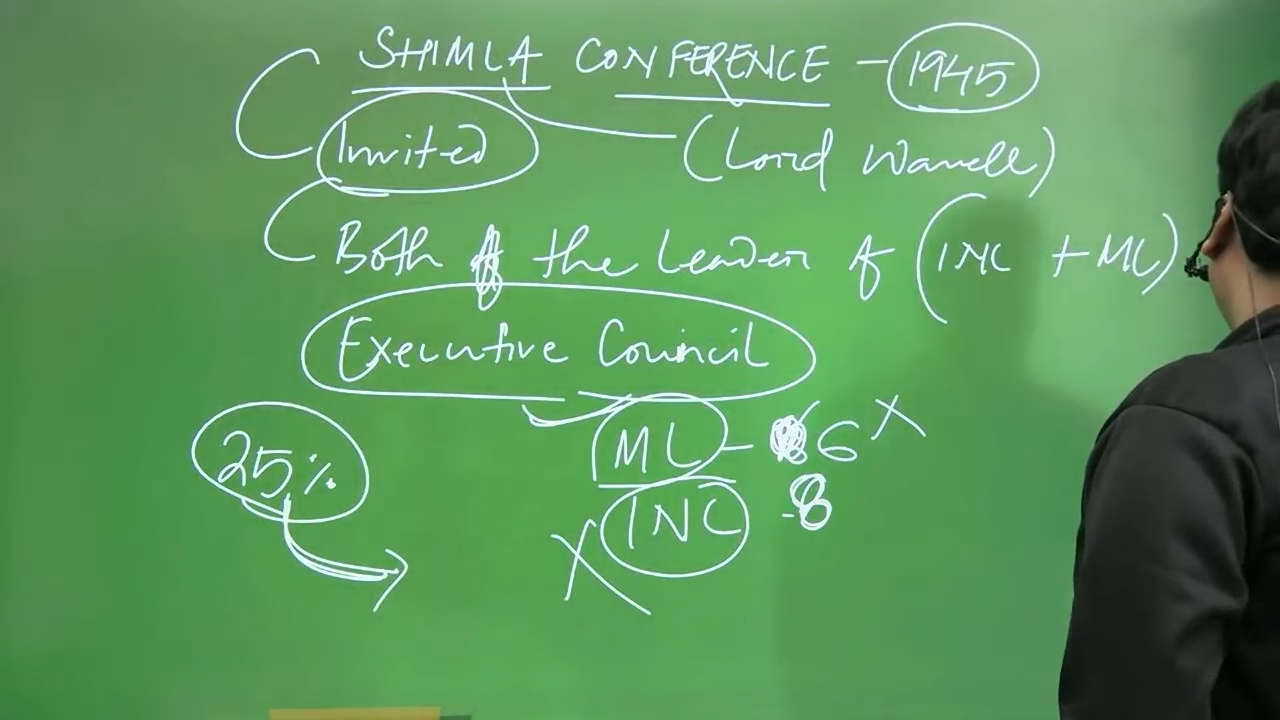 SHIMLA CONFERENCE - 1945
Invited (Lord Wavell)
Both of the Leader of (INC + ML)
Executive Council
25% ML - 6 X
X INC - 8